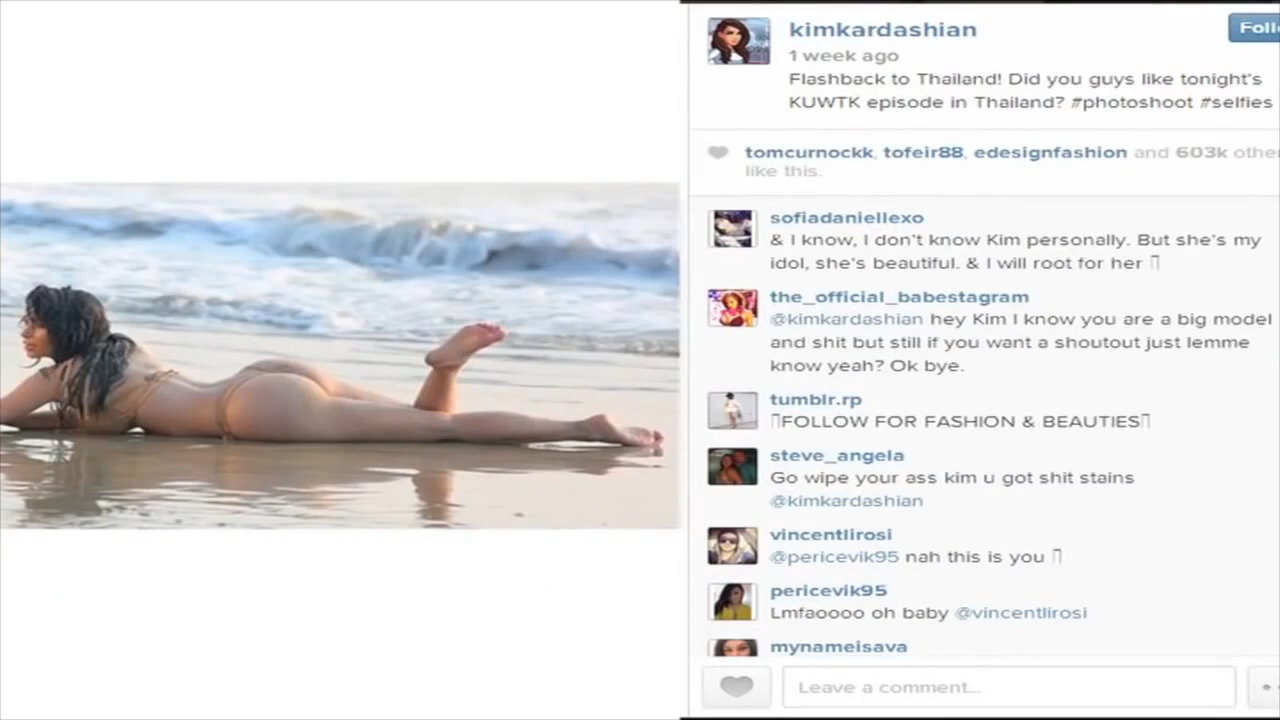 kimkardashian
Foll
1 week ago
Flashback to Thailand! Did you guys like tonight's
KUWTK episode in Thailand? #photoshoot #selfies
tomcurnockk, tofeir88, edesignfashion and 603k othe
like this.
sofiadaniellexo
& I know, I don't know Kim personally. But she's my
idol, she's beautiful. & I will root for her
the_official_babestagram
@kimkardashian hey Kim I know you are a big model
and shit but still if you want a shoutout just lemme
know yeah? Ok bye.
tumblr.rp
FOLLOW FOR FASHION & BEAUTIES
steve_angela
Go wipe your ass kim u got shit stains
@kimkardashian
vincentlirosi
@pericevik95 nah this is you
pericevik95
Lmfaoooo oh baby @vincentlirosi
mynameisava
Leave a comment...